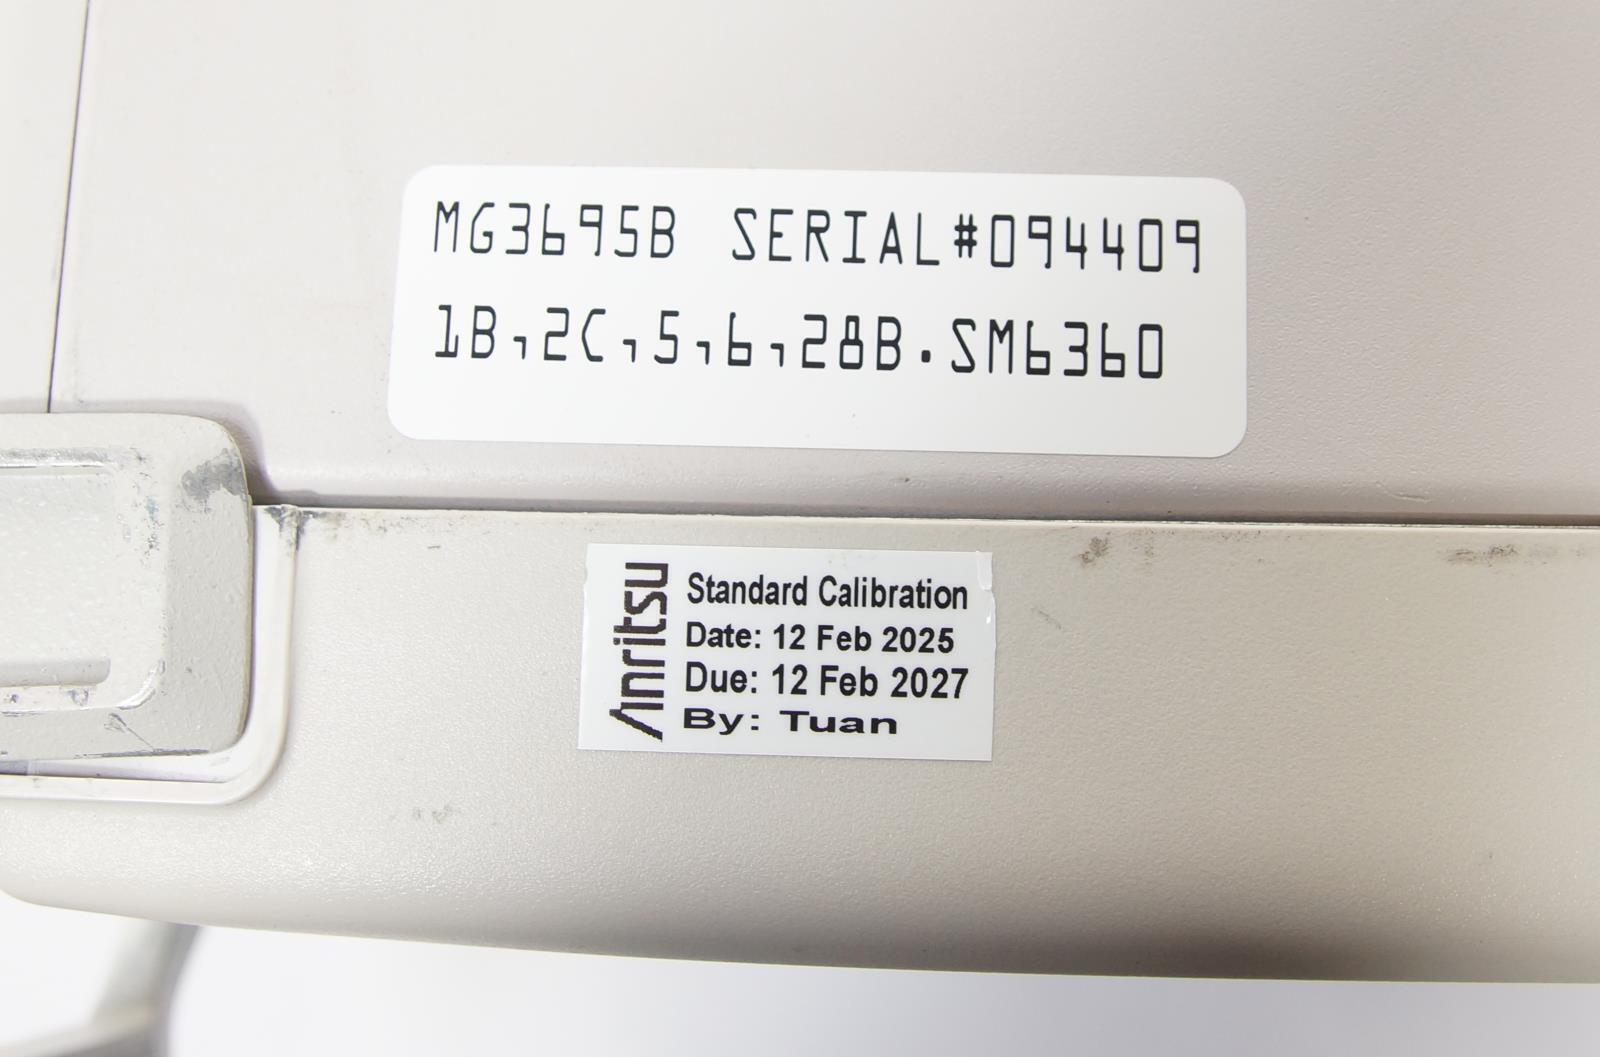 MG3695B SERIAL#094409
1B,2C,5,6,28B.SM6360
Anritsu
Standard Calibration
Date: 12 Feb 2025
Due: 12 Feb 2027
By: Tuan